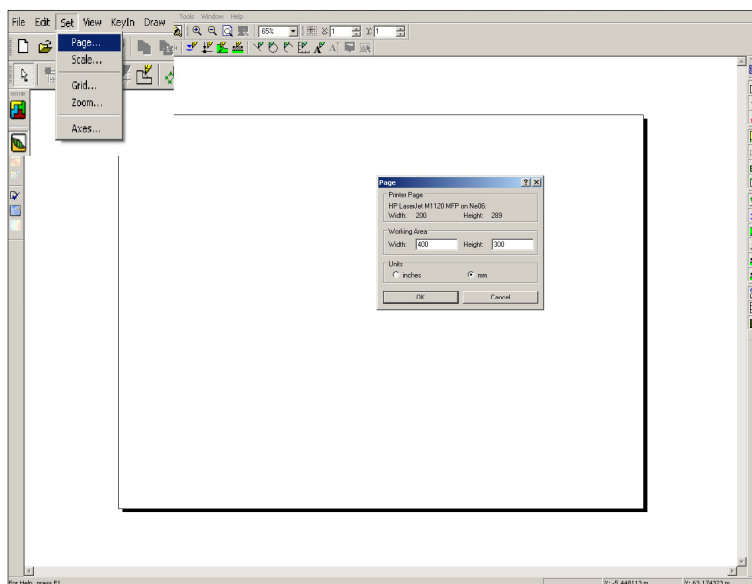 File Edit Set View KeyIn Draw Tools Window Help
65%
1
1
Page...
Scale...
Grid...
Zoom...
Axes...
Page
Printer Page
HP LaserJet M1120 MFP on Ne06:
Width: 200 Height: 289
Working Area
Width: 400 Height: 300
Units
inches mm
OK Cancel
For Help, press F1